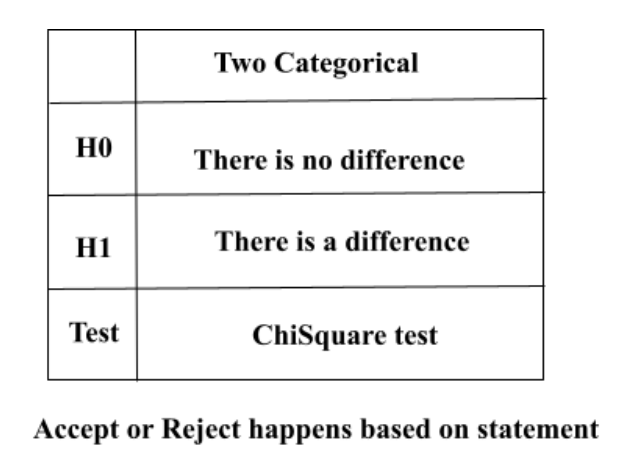 Two Categorical
H0 There is no difference
H1 There is a difference
Test ChiSquare test
Accept or Reject happens based on statement